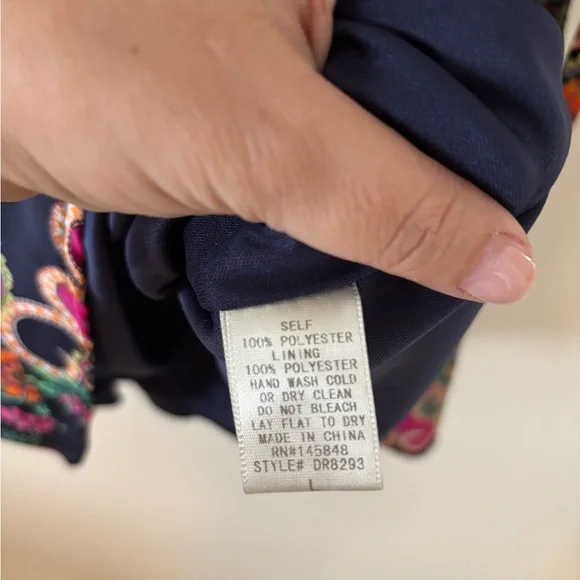 SELF
100% POLYESTER
LINING
100% POLYESTER
HAND WASH COLD
OR DRY CLEAN
DO NOT BLEACH
LAY FLAT TO DRY
MADE IN CHINA
RN#145848
STYLE# DR8293
L